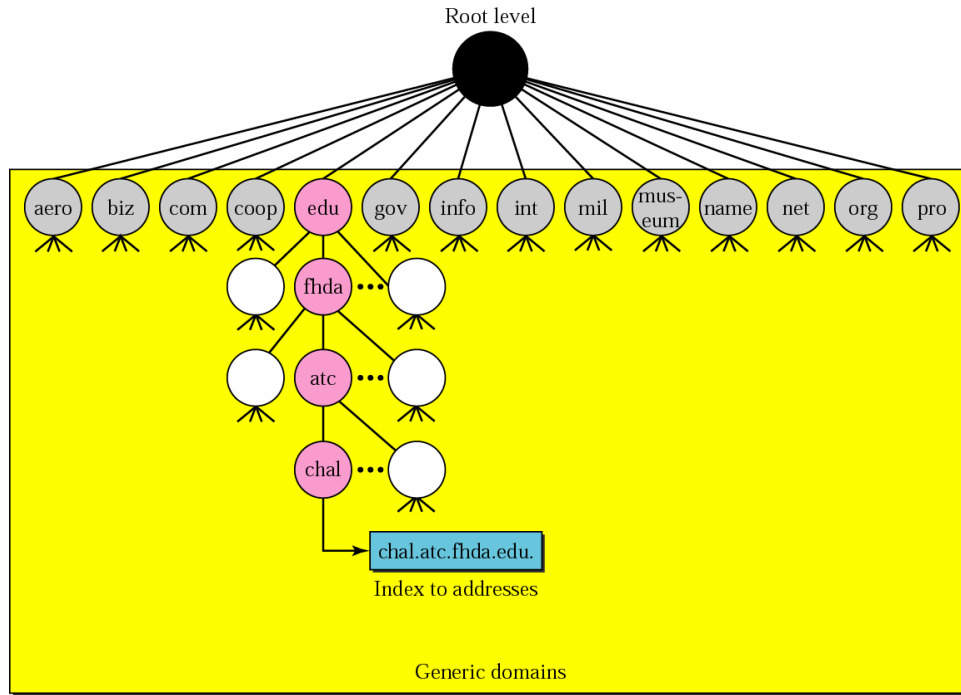 Root level
aero biz com coop edu gov info int mil mus-
eum name net org pro
fhda
atc
chal
chal.atc.fhda.edu.
Index to addresses
Generic domains